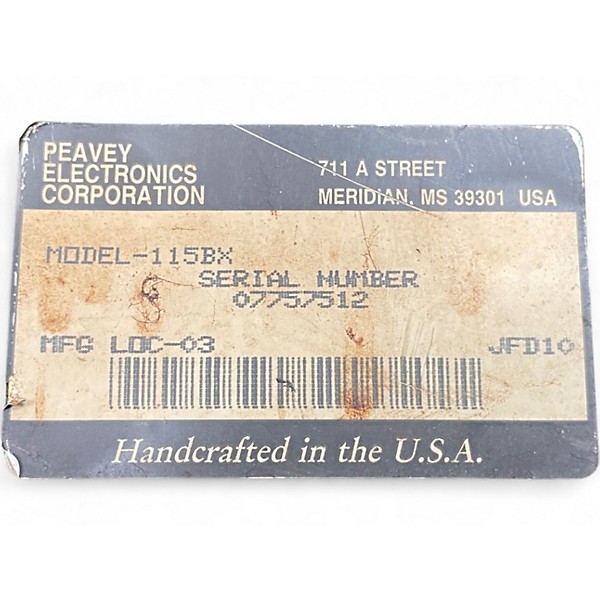 PEAVEY
ELECTRONICS
CORPORATION
711 A STREET
MERIDIAN, MS 39301 USA
MODEL-115BX
SERIAL NUMBER
07757512
MFG LOC-03
JFD10
Handcrafted in the U.S.A.